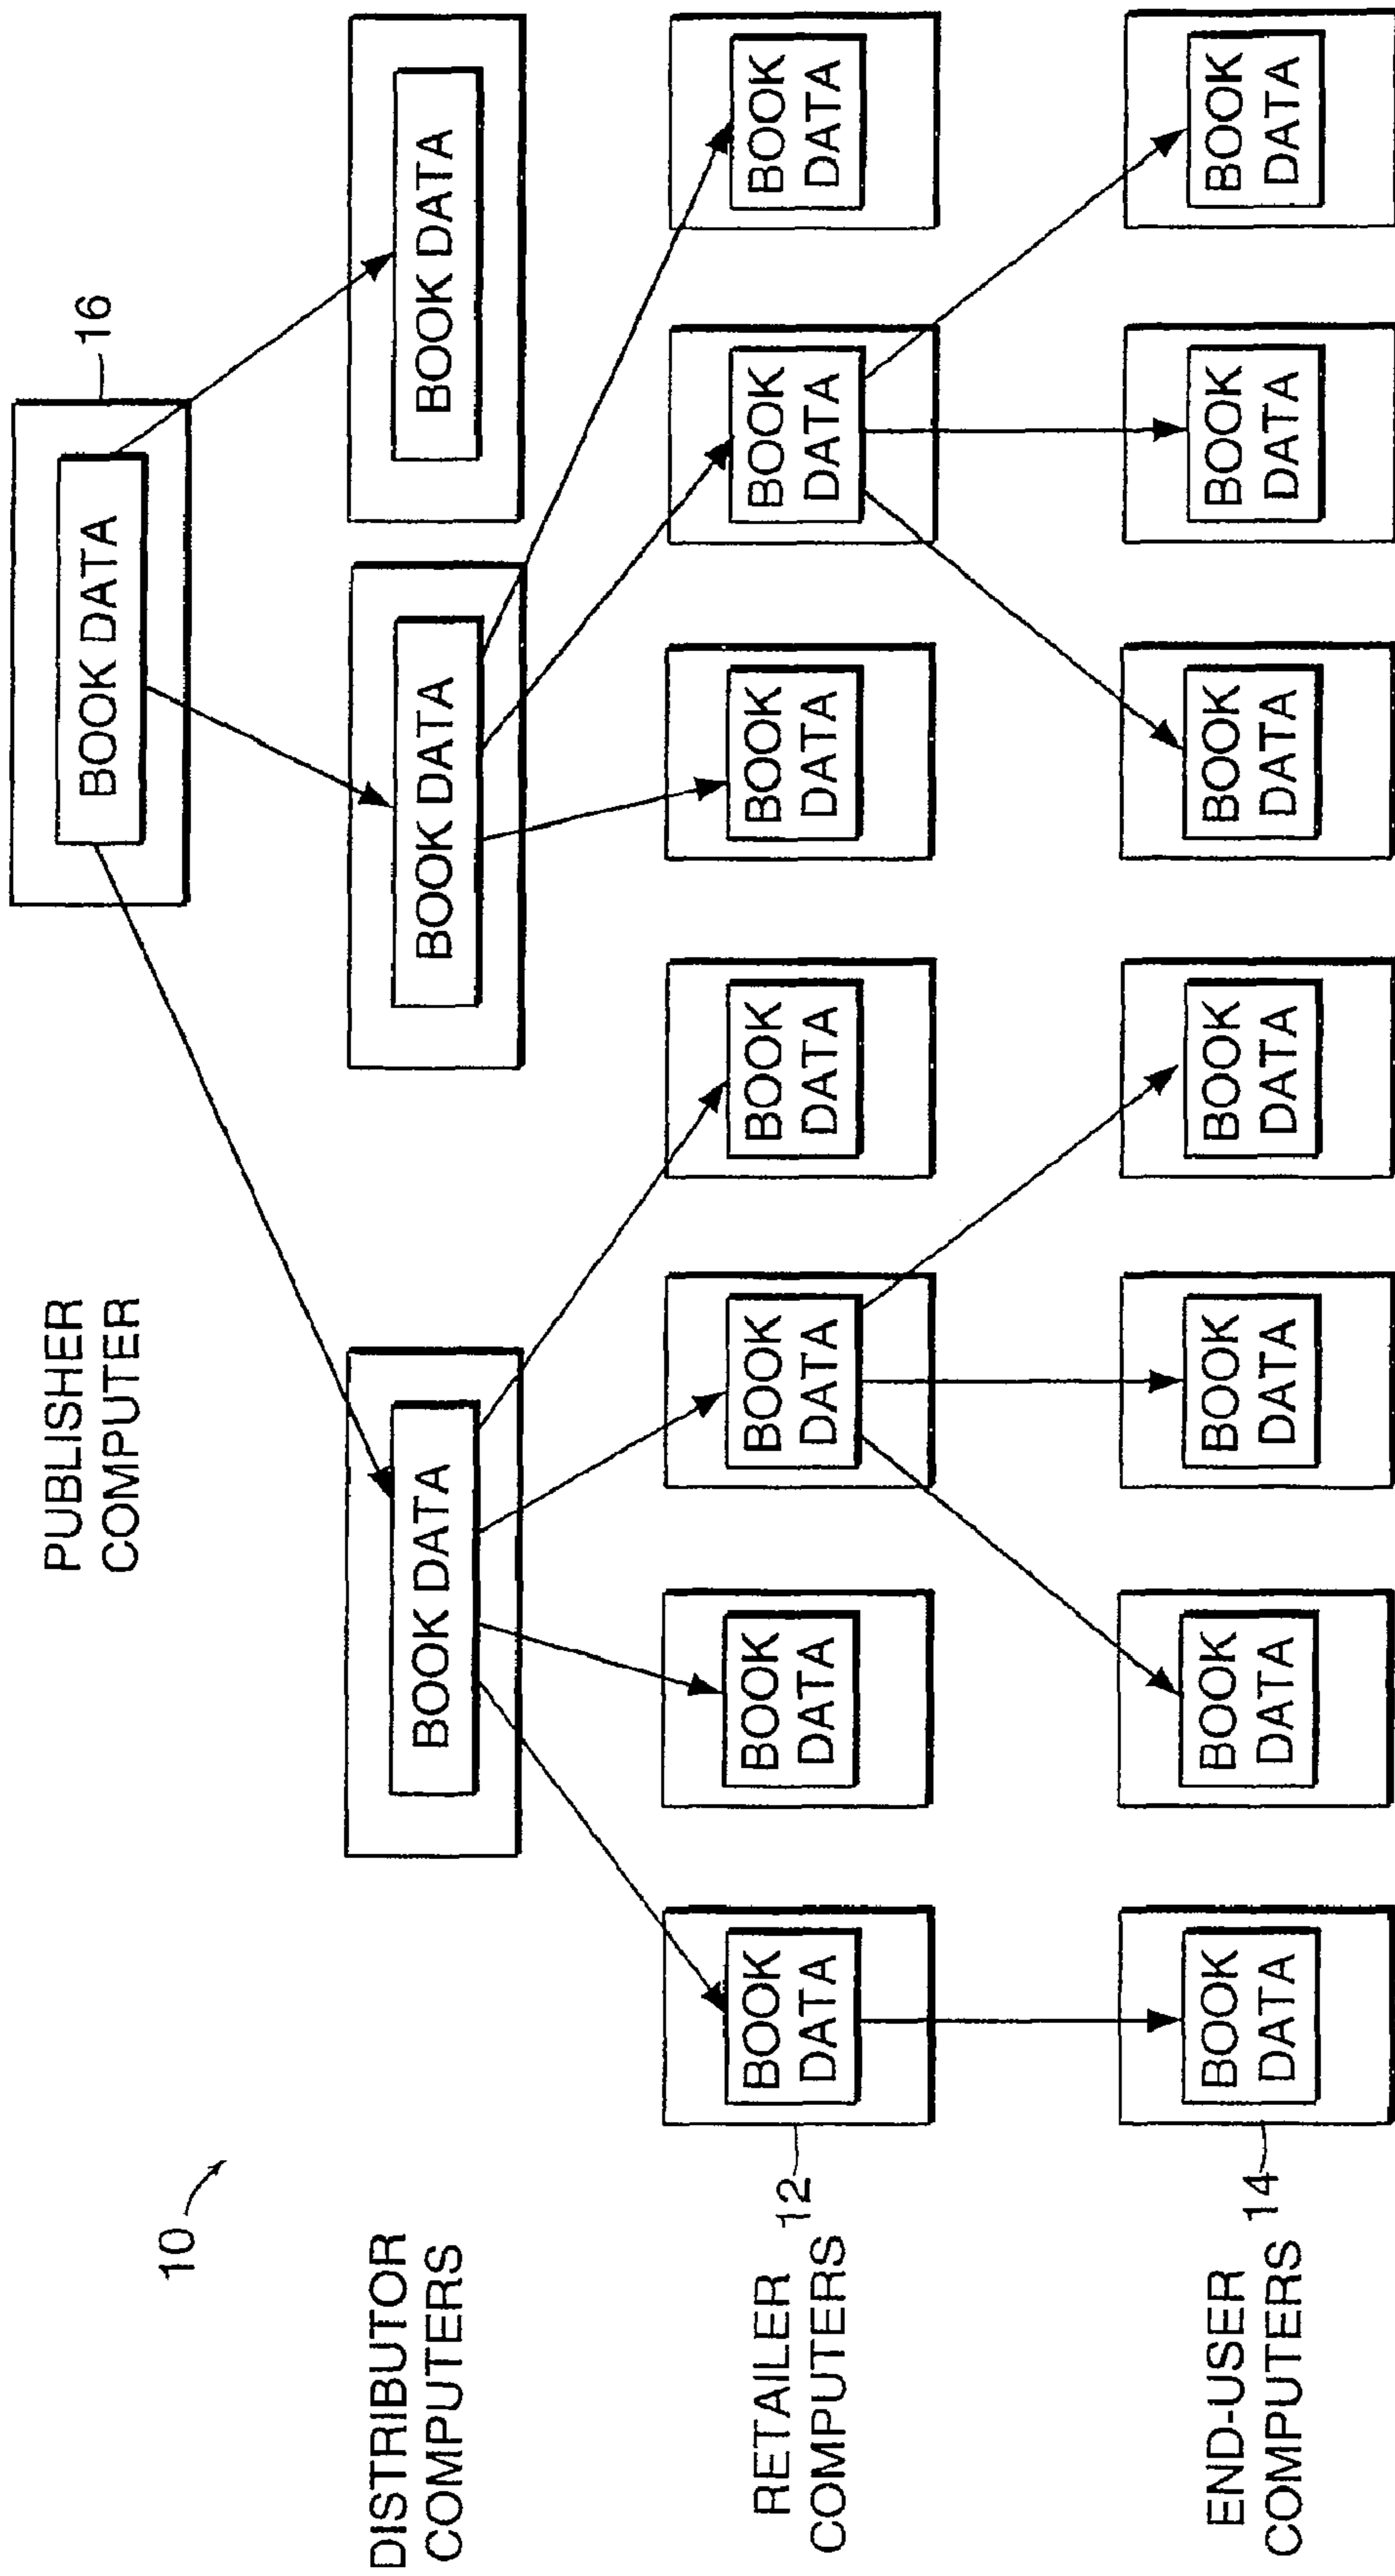 PUBLISHER
COMPUTER
BOOK DATA
16
10
DISTRIBUTOR
COMPUTERS
BOOK DATA
BOOK DATA
BOOK DATA
RETAILER
COMPUTERS
12
BOOK
DATA
BOOK
DATA
BOOK
DATA
BOOK
DATA
BOOK
DATA
BOOK
DATA
BOOK
DATA
END-USER
COMPUTERS
14
BOOK
DATA
BOOK
DATA
BOOK
DATA
BOOK
DATA
BOOK
DATA
BOOK
DATA
BOOK
DATA